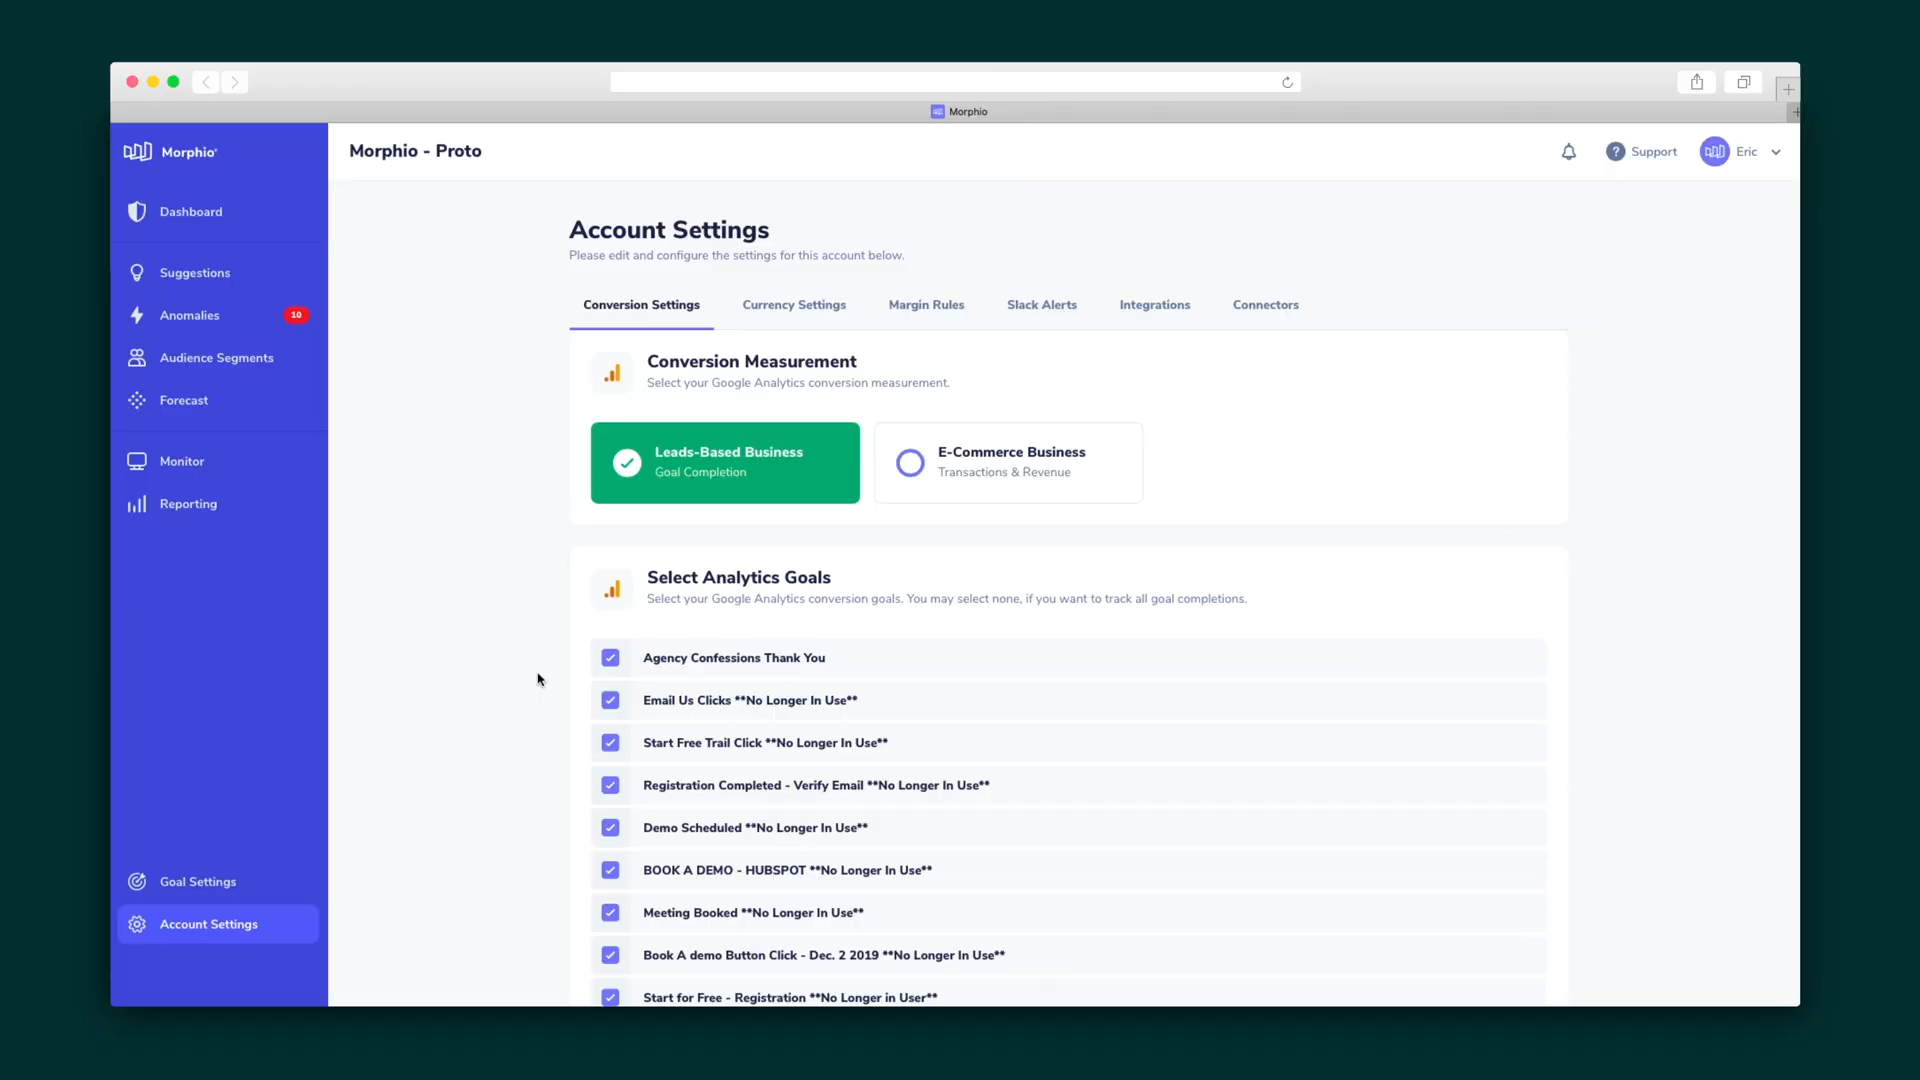 Morphio
Morphio
Morphio - Proto
Support
Eric
Dashboard
Suggestions
Anomalies
10
Audience Segments
Forecast
Monitor
Reporting
Goal Settings
Account Settings
Account Settings
Please edit and configure the settings for this account below.
Conversion Settings
Currency Settings
Margin Rules
Slack Alerts
Integrations
Connectors
Conversion Measurement
Select your Google Analytics conversion measurement.
Leads-Based Business
Goal Completion
E-Commerce Business
Transactions & Revenue
Select Analytics Goals
Select your Google Analytics conversion goals. You may select none, if you want to track all goal completions.
Agency Confessions Thank You
Email Us Clicks **No Longer In Use**
Start Free Trail Click **No Longer In Use**
Registration Completed - Verify Email **No Longer In Use**
Demo Scheduled **No Longer In Use**
BOOK A DEMO - HUBSPOT **No Longer In Use**
Meeting Booked **No Longer In Use**
Book A demo Button Click - Dec. 2 2019 **No Longer In Use**
Start for Free - Registration **No Longer in User**